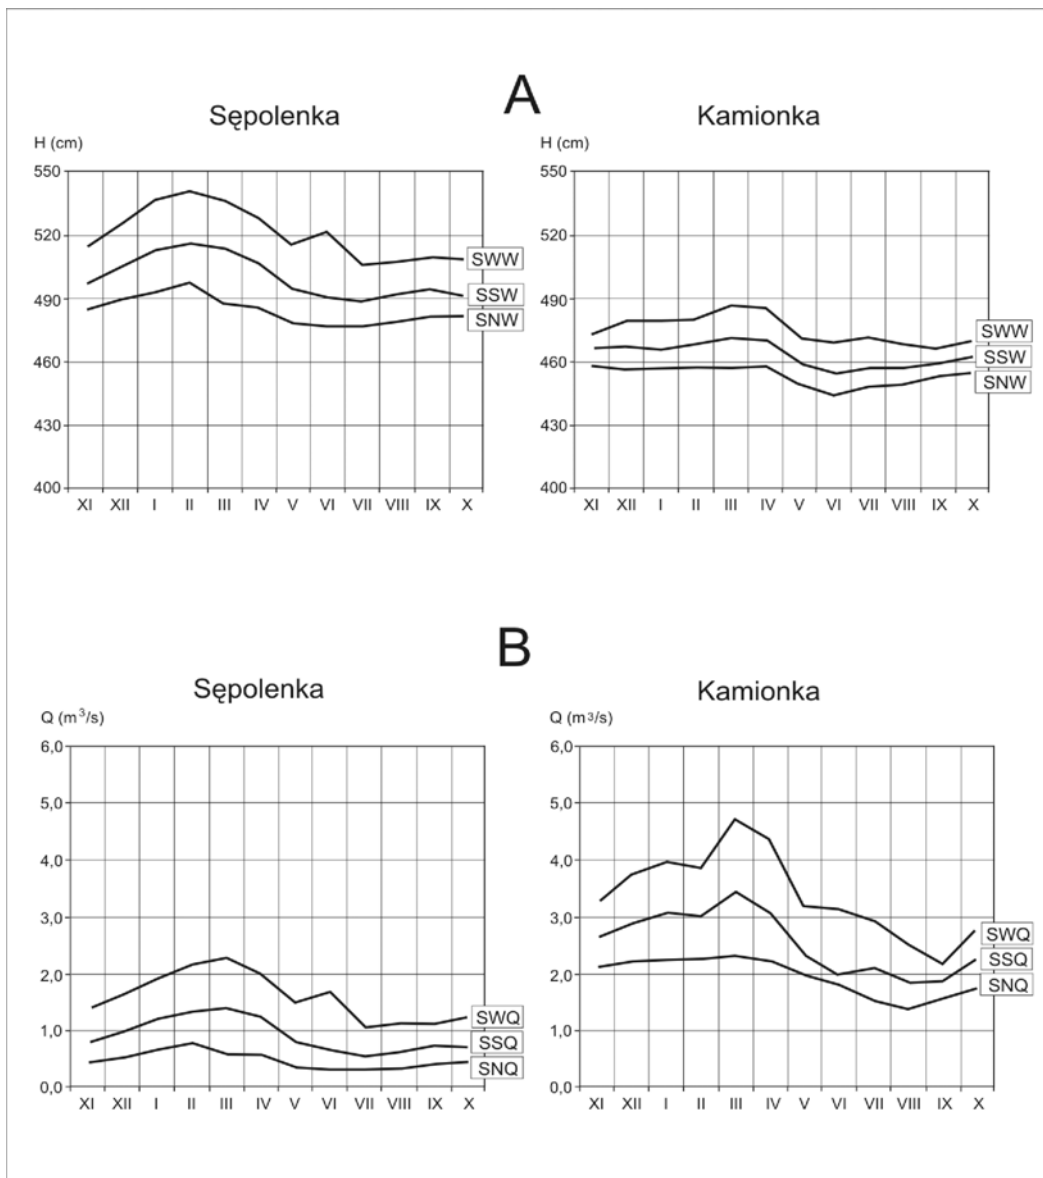 A
Sępolenka
Kamionka
H (cm)
H (cm)
550
520
490
460
430
400
SWW
SSW
SNW
XI XII I II III IV V VI VII VIII IX X
550
520
490
460
430
400
SWW
SSW
SNW
XI XII I II III IV V VI VII VIII IX X
B
Sępolenka
Kamionka
Q (m³/s)
Q (m3/s)
6,0
5,0
4,0
3,0
2,0
1,0
0,0
SWQ
SSQ
SNQ
XI XII I II III IV V VI VII VIII IX X
6,0
5,0
4,0
3,0
2,0
1,0
0,0
SWQ
SSQ
SNQ
XI XII I II III IV V VI VII VIII IX X